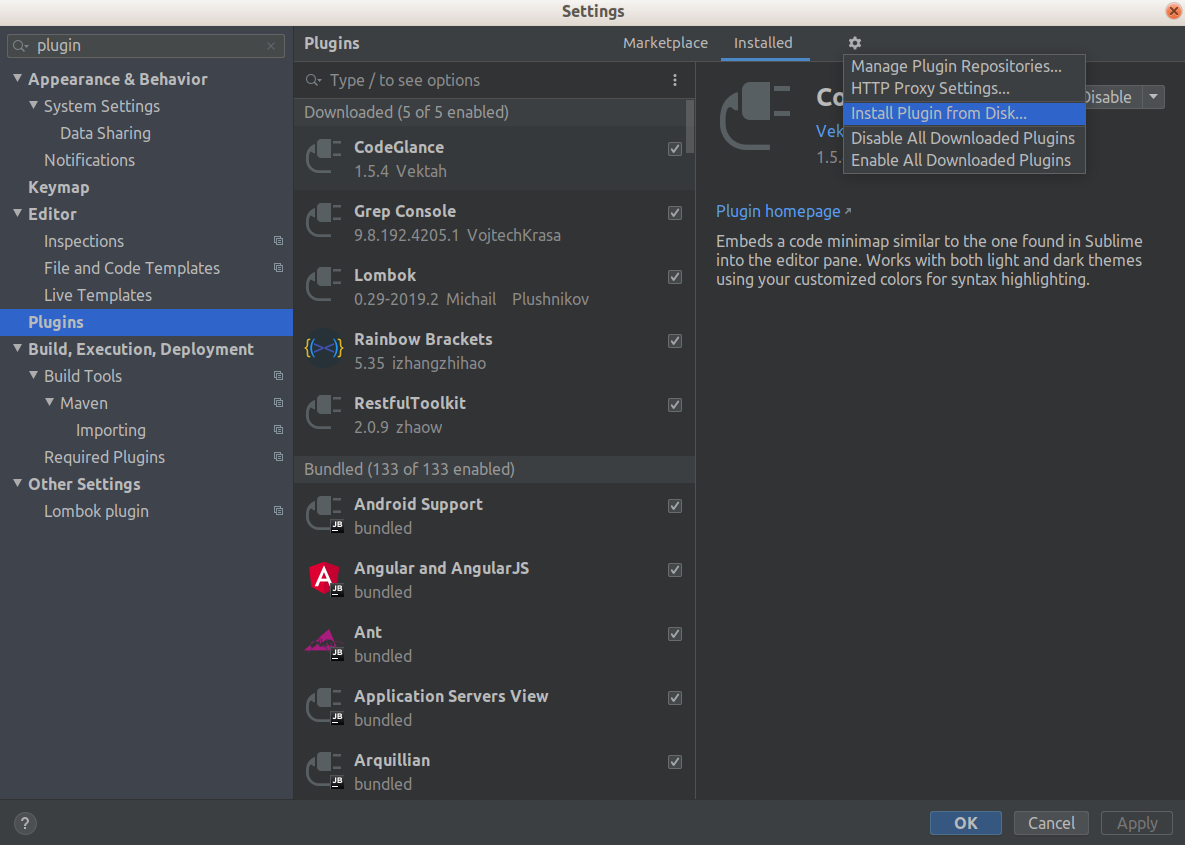 Settings
plugin
Appearance & Behavior
System Settings
Data Sharing
Notifications
Keymap
Editor
Inspections
File and Code Templates
Live Templates
Plugins
Build, Execution, Deployment
Build Tools
Maven
Importing
Required Plugins
Other Settings
Lombok plugin
Plugins
Marketplace
Installed
Type / to see options
Downloaded (5 of 5 enabled)
CodeGlance
1.5.4 Vektah
Grep Console
9.8.192.4205.1 VojtechKrasa
Lombok
0.29-2019.2 Michail Plushnikov
Rainbow Brackets
5.35 izhangzhihao
RestfulToolkit
2.0.9 zhaow
Bundled (133 of 133 enabled)
Android Support
JB
bundled
Angular and AngularJS
JB
bundled
Ant
JB
bundled
Application Servers View
JB
bundled
Arquillian
JB
bundled
Manage Plugin Repositories...
HTTP Proxy Settings...
Install Plugin from Disk...
Disable All Downloaded Plugins
Enable All Downloaded Plugins
Co
Disable
Vek
1.5.
Plugin homepage
Embeds a code minimap similar to the one found in Sublime
into the editor pane. Works with both light and dark themes
using your customized colors for syntax highlighting.
?
OK
Cancel
Apply